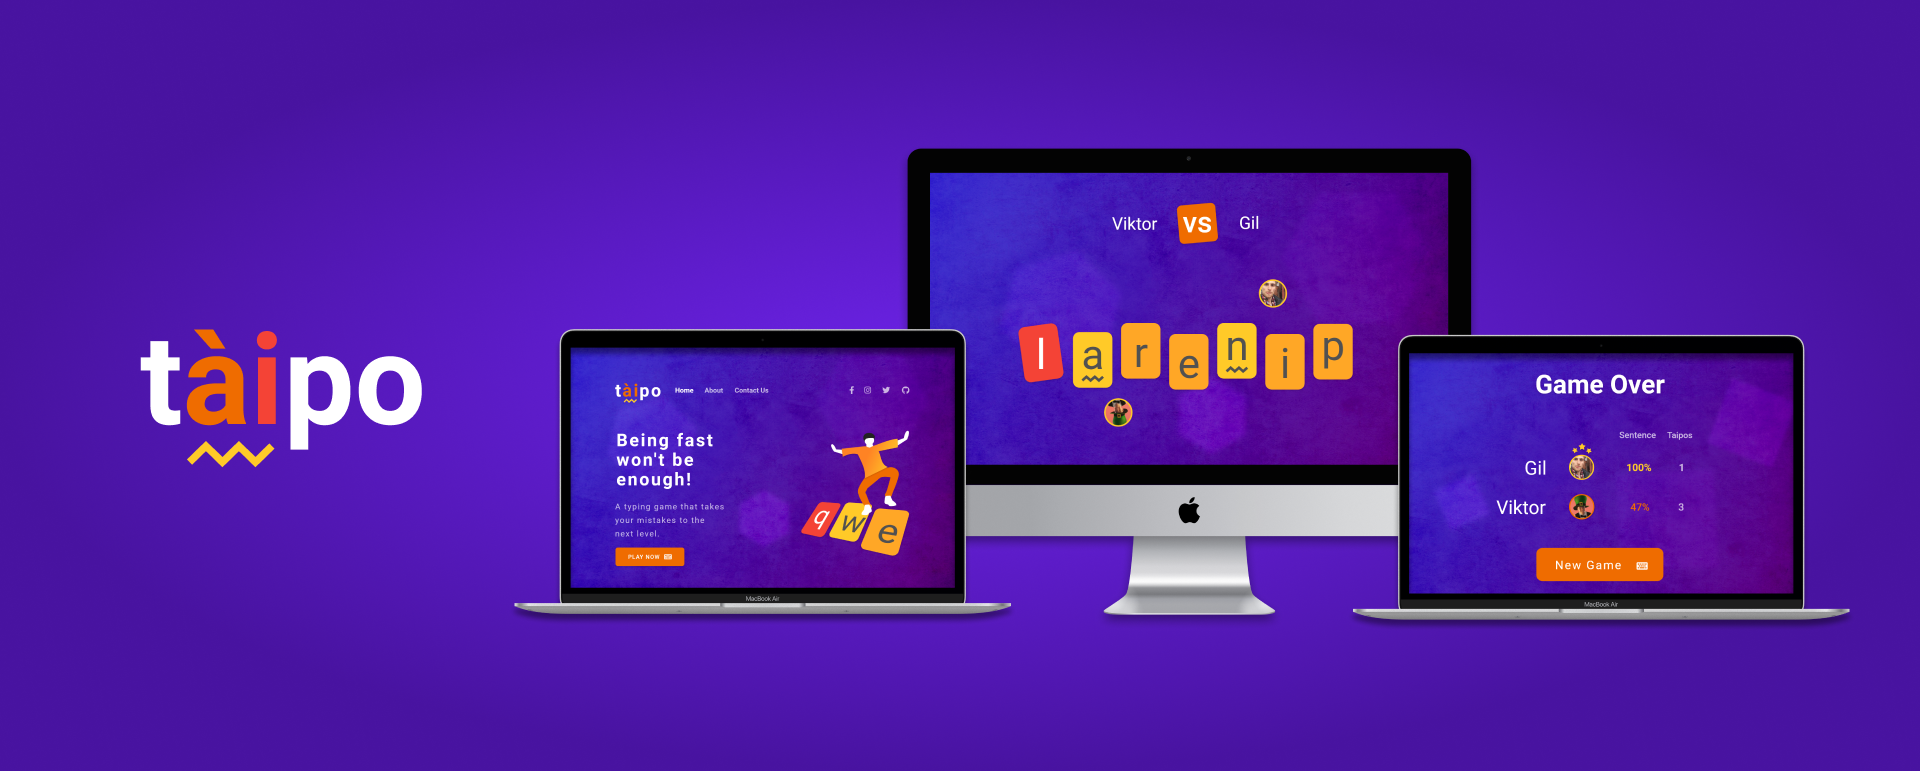 tàipo
tàipo Home About Contact Us
Being fast
won't be
enough!
A typing game that takes
your mistakes to the
next level.
PLAY NOW
q w e
MacBook Air
Viktor VS Gil
l a r e n i p
Game Over
Sentence Taipos
Gil 100% 1
Viktor 47% 3
New Game
MacBook Air